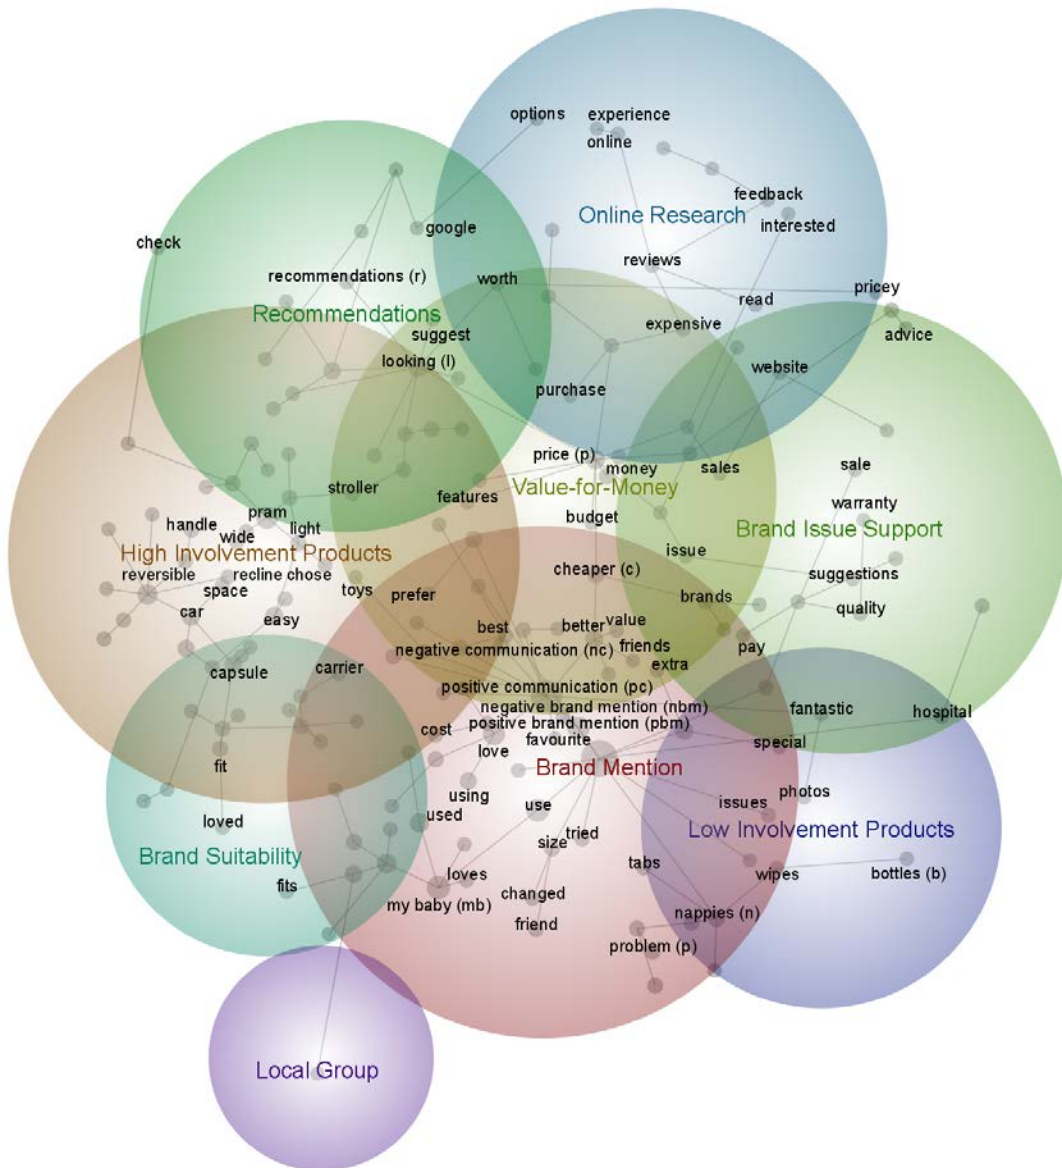 options
experience
online
feedback
Online Research
interested
google
check
reviews
recommendations (r)
worth
pricey
read
Recommendations
expensive
suggest
advice
looking (l)
website
purchase
price (p)
money
sales
sale
stroller
Value-for-Money
features
warranty
pram
budget
handle
wide
light
Brand Issue Support
High Involvement Products
issue
reversible
recline chose
cheaper (c)
suggestions
space
toys
prefer
brands
car
easy
quality
best
better
value
negative communication (nc)
friends
pay
capsule
carrier
extra
positive communication (pc)
negative brand mention (nbm)
fantastic
hospital
cost
positive brand mention (pbm)
favourite
special
love
fit
Brand Mention
using
photos
issues
loved
used
use
Low Involvement Products
size
tried
Brand Suitability
tabs
wipes
bottles (b)
loves
fits
changed
my baby (mb)
nappies (n)
friend
problem (p)
Local Group